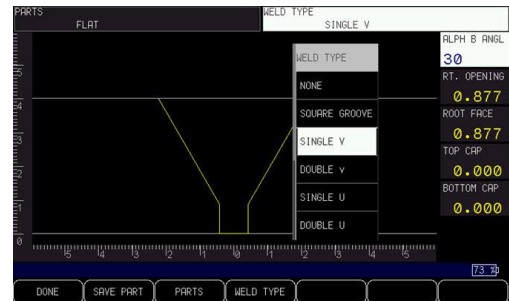 PARTS
FLAT
WELD TYPE
SINGLE V
ALPH B ANGL
30
RT. OPENING
0.877
ROOT FACE
0.877
TOP CAP
0.000
BOTTOM CAP
0.000
WELD TYPE
NONE
SQUARE GROOVE
SINGLE V
DOUBLE v
SINGLE U
DOUBLE U
5
4
3
2
1
0
5 4 3 2 1 0 1 2 3 4 5
73
DONE SAVE PART PARTS WELD TYPE